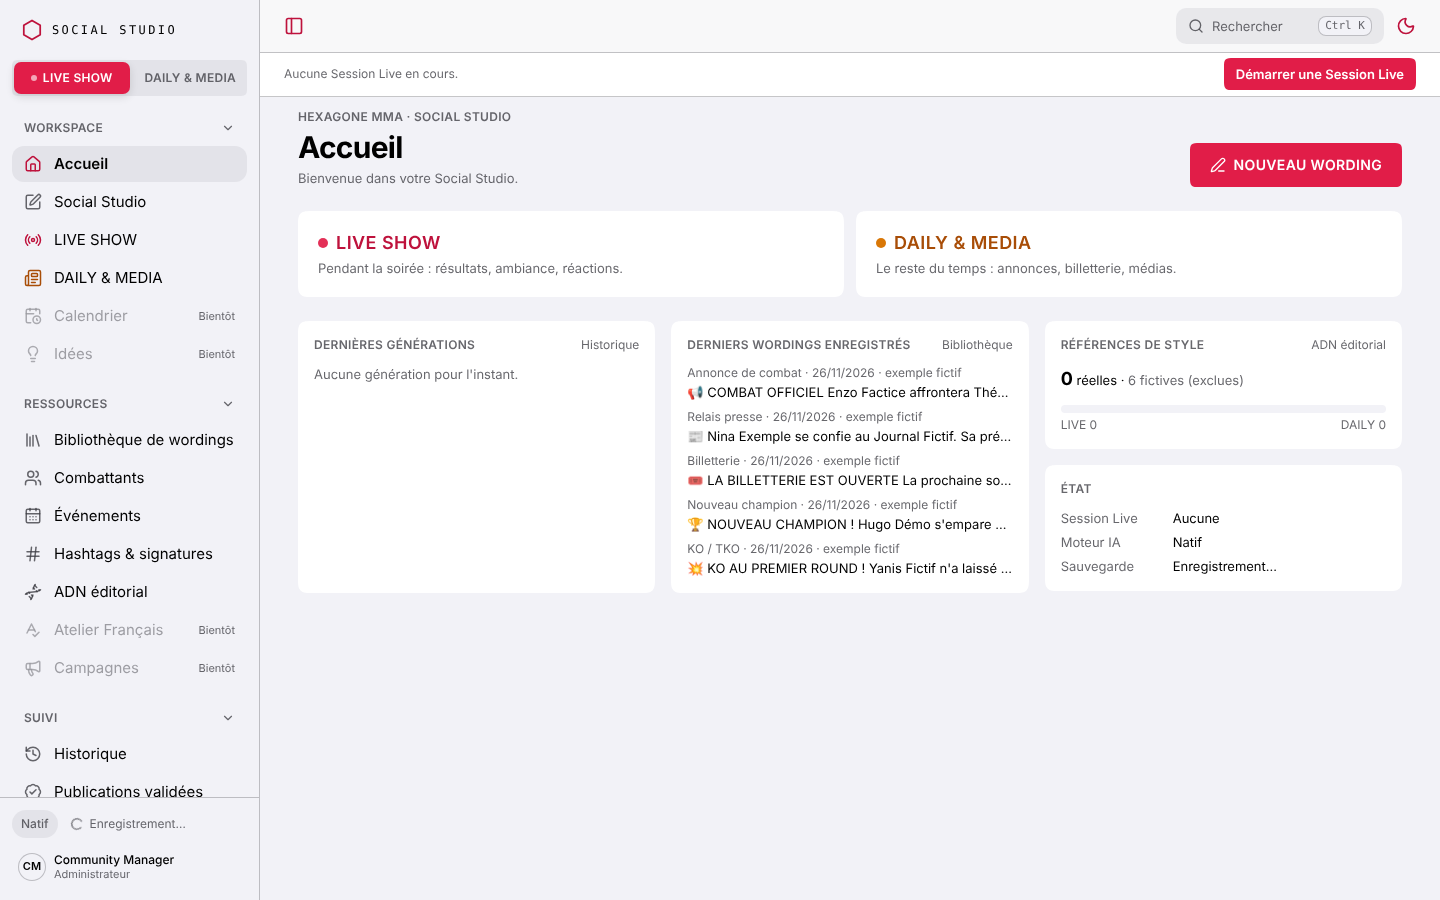 SOCIAL STUDIO
LIVE SHOW
DAILY & MEDIA
WORKSPACE
Accueil
Social Studio
LIVE SHOW
DAILY & MEDIA
Calendrier Bientôt
Idées Bientôt
RESSOURCES
Bibliothèque de wordings
Combattants
Événements
Hashtags & signatures
ADN éditorial
Atelier Français Bientôt
Campagnes Bientôt
SUIVI
Historique
Publications validées
Natif Enregistrement...
CM Community Manager
Administrateur
Rechercher Ctrl K
Aucune Session Live en cours.
Démarrer une Session Live
HEXAGONE MMA · SOCIAL STUDIO
Accueil
Bienvenue dans votre Social Studio.
NOUVEAU WORDING
LIVE SHOW
Pendant la soirée : résultats, ambiance, réactions.
DAILY & MEDIA
Le reste du temps : annonces, billetterie, médias.
DERNIÈRES GÉNÉRATIONS Historique
Aucune génération pour l'instant.
DERNIERS WORDINGS ENREGISTRÉS Bibliothèque
Annonce de combat · 26/11/2026 · exemple fictif
📢 COMBAT OFFICIEL Enzo Factice affrontera Thé...
Relais presse · 26/11/2026 · exemple fictif
📰 Nina Exemple se confie au Journal Fictif. Sa pré...
Billetterie · 26/11/2026 · exemple fictif
🎟️ LA BILLETTERIE EST OUVERTE La prochaine so...
Nouveau champion · 26/11/2026 · exemple fictif
🏆 NOUVEAU CHAMPION ! Hugo Démo s'empare ...
KO / TKO · 26/11/2026 · exemple fictif
💥 KO AU PREMIER ROUND ! Yanis Fictif n'a laissé ...
RÉFÉRENCES DE STYLE ADN éditorial
0 réelles · 6 fictives (exclues)
LIVE 0 DAILY 0
ÉTAT
Session Live Aucune
Moteur IA Natif
Sauvegarde Enregistrement...